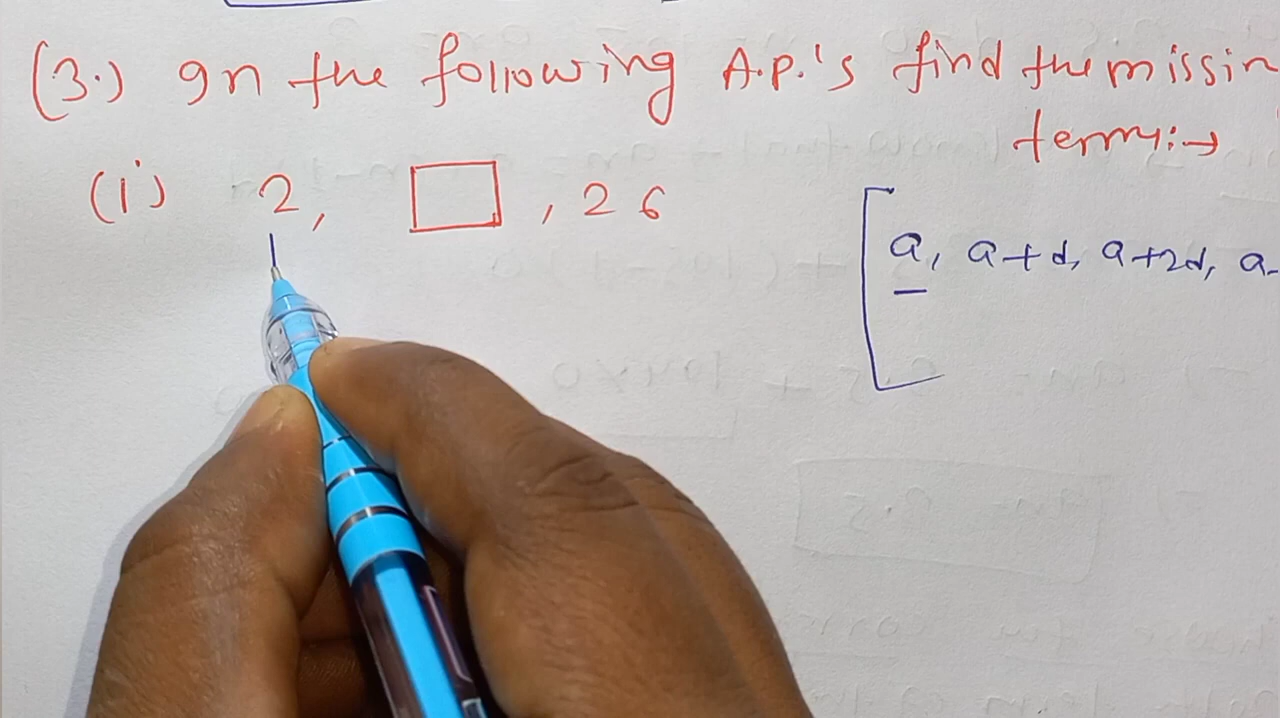 (3.) In the following A.P.'s find the missin
term:→
(i) 2, □, 26
a, a+d, a+2d, a-